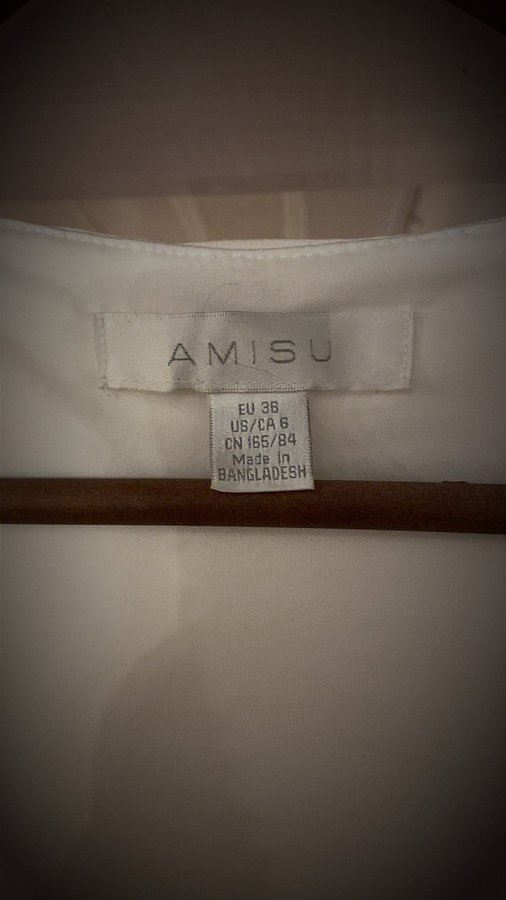 AMISU
EU 36
US/CA 6
CN 165/84
Made in
BANGLADESH